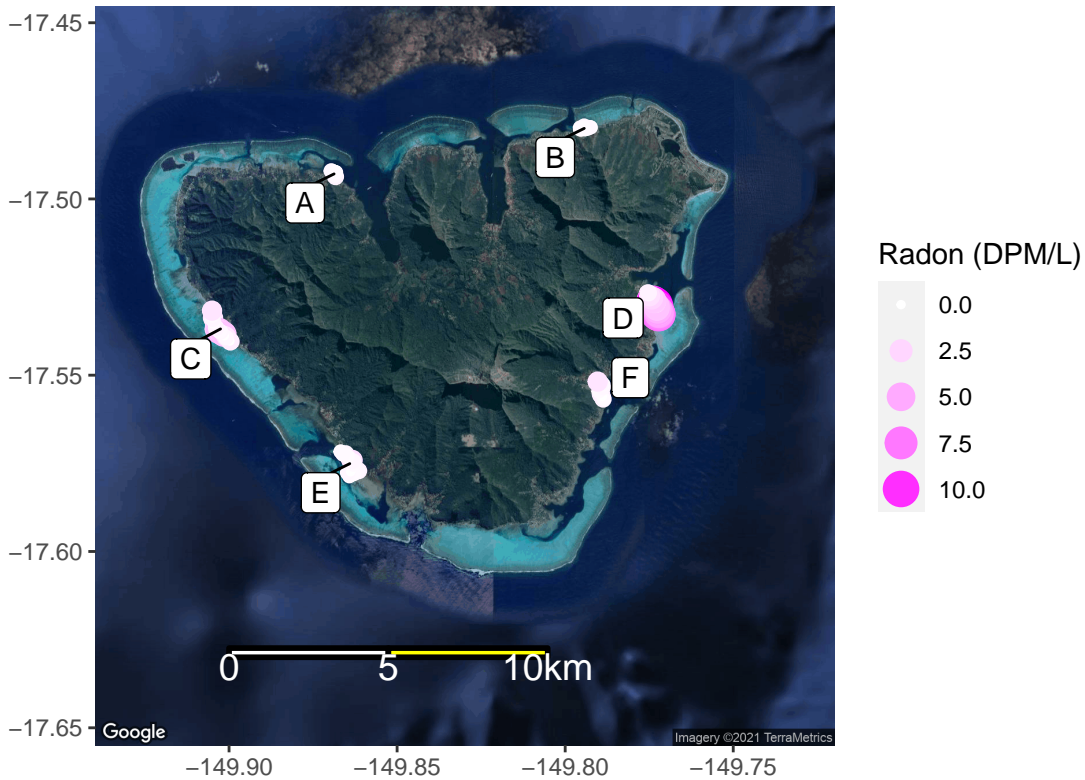 −17.45
−17.50
−17.55
−17.60
−17.65
−149.90
−149.85
−149.80
−149.75
A
B
C
D
E
F
0 5 10km
Google
Imagery ©2021 TerraMetrics
Radon (DPM/L)
0.0
2.5
5.0
7.5
10.0